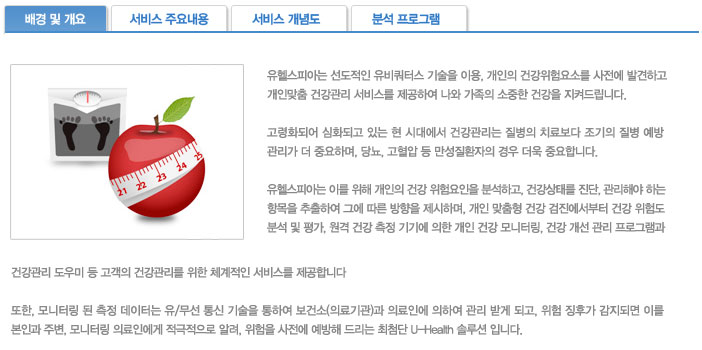 배경 및 개요
서비스 주요내용
서비스 개념도
분석 프로그램
유헬스피아는 선도적인 유비쿼터스 기술을 이용, 개인의 건강위험요소를 사전에 발견하고
개인맞춤 건강관리 서비스를 제공하여 나와 가족의 소중한 건강을 지켜드립니다.
고령화되어 심화되고 있는 현 시대에서 건강관리는 질병의 치료보다 조기의 질병 예방
관리가 더 중요하며, 당뇨, 고혈압 등 만성질환자의 경우 더욱 중요합니다.
유헬스피아는 이를 위해 개인의 건강 위험요인을 분석하고, 건강상태를 진단, 관리해야 하는
항목을 추출하여 그에 따른 방향을 제시하며, 개인 맞춤형 건강 검진에서부터 건강 위험도
분석 및 평가, 원격 건강 측정 기기에 의한 개인 건강 모니터링, 건강 개선 관리 프로그램과
21 22 23 24 25
건강관리 도우미 등 고객의 건강관리를 위한 체계적인 서비스를 제공합니다
또한, 모니터링 된 측정 데이터는 유/무선 통신 기술을 통하여 보건소(의료기관)과 의료인에 의하여 관리 받게 되고, 위험 징후가 감지되면 이를
본인과 주변, 모니터링 의료인에게 적극적으로 알려, 위험을 사전에 예방해 드리는 최첨단 U-Health 솔루션 입니다.